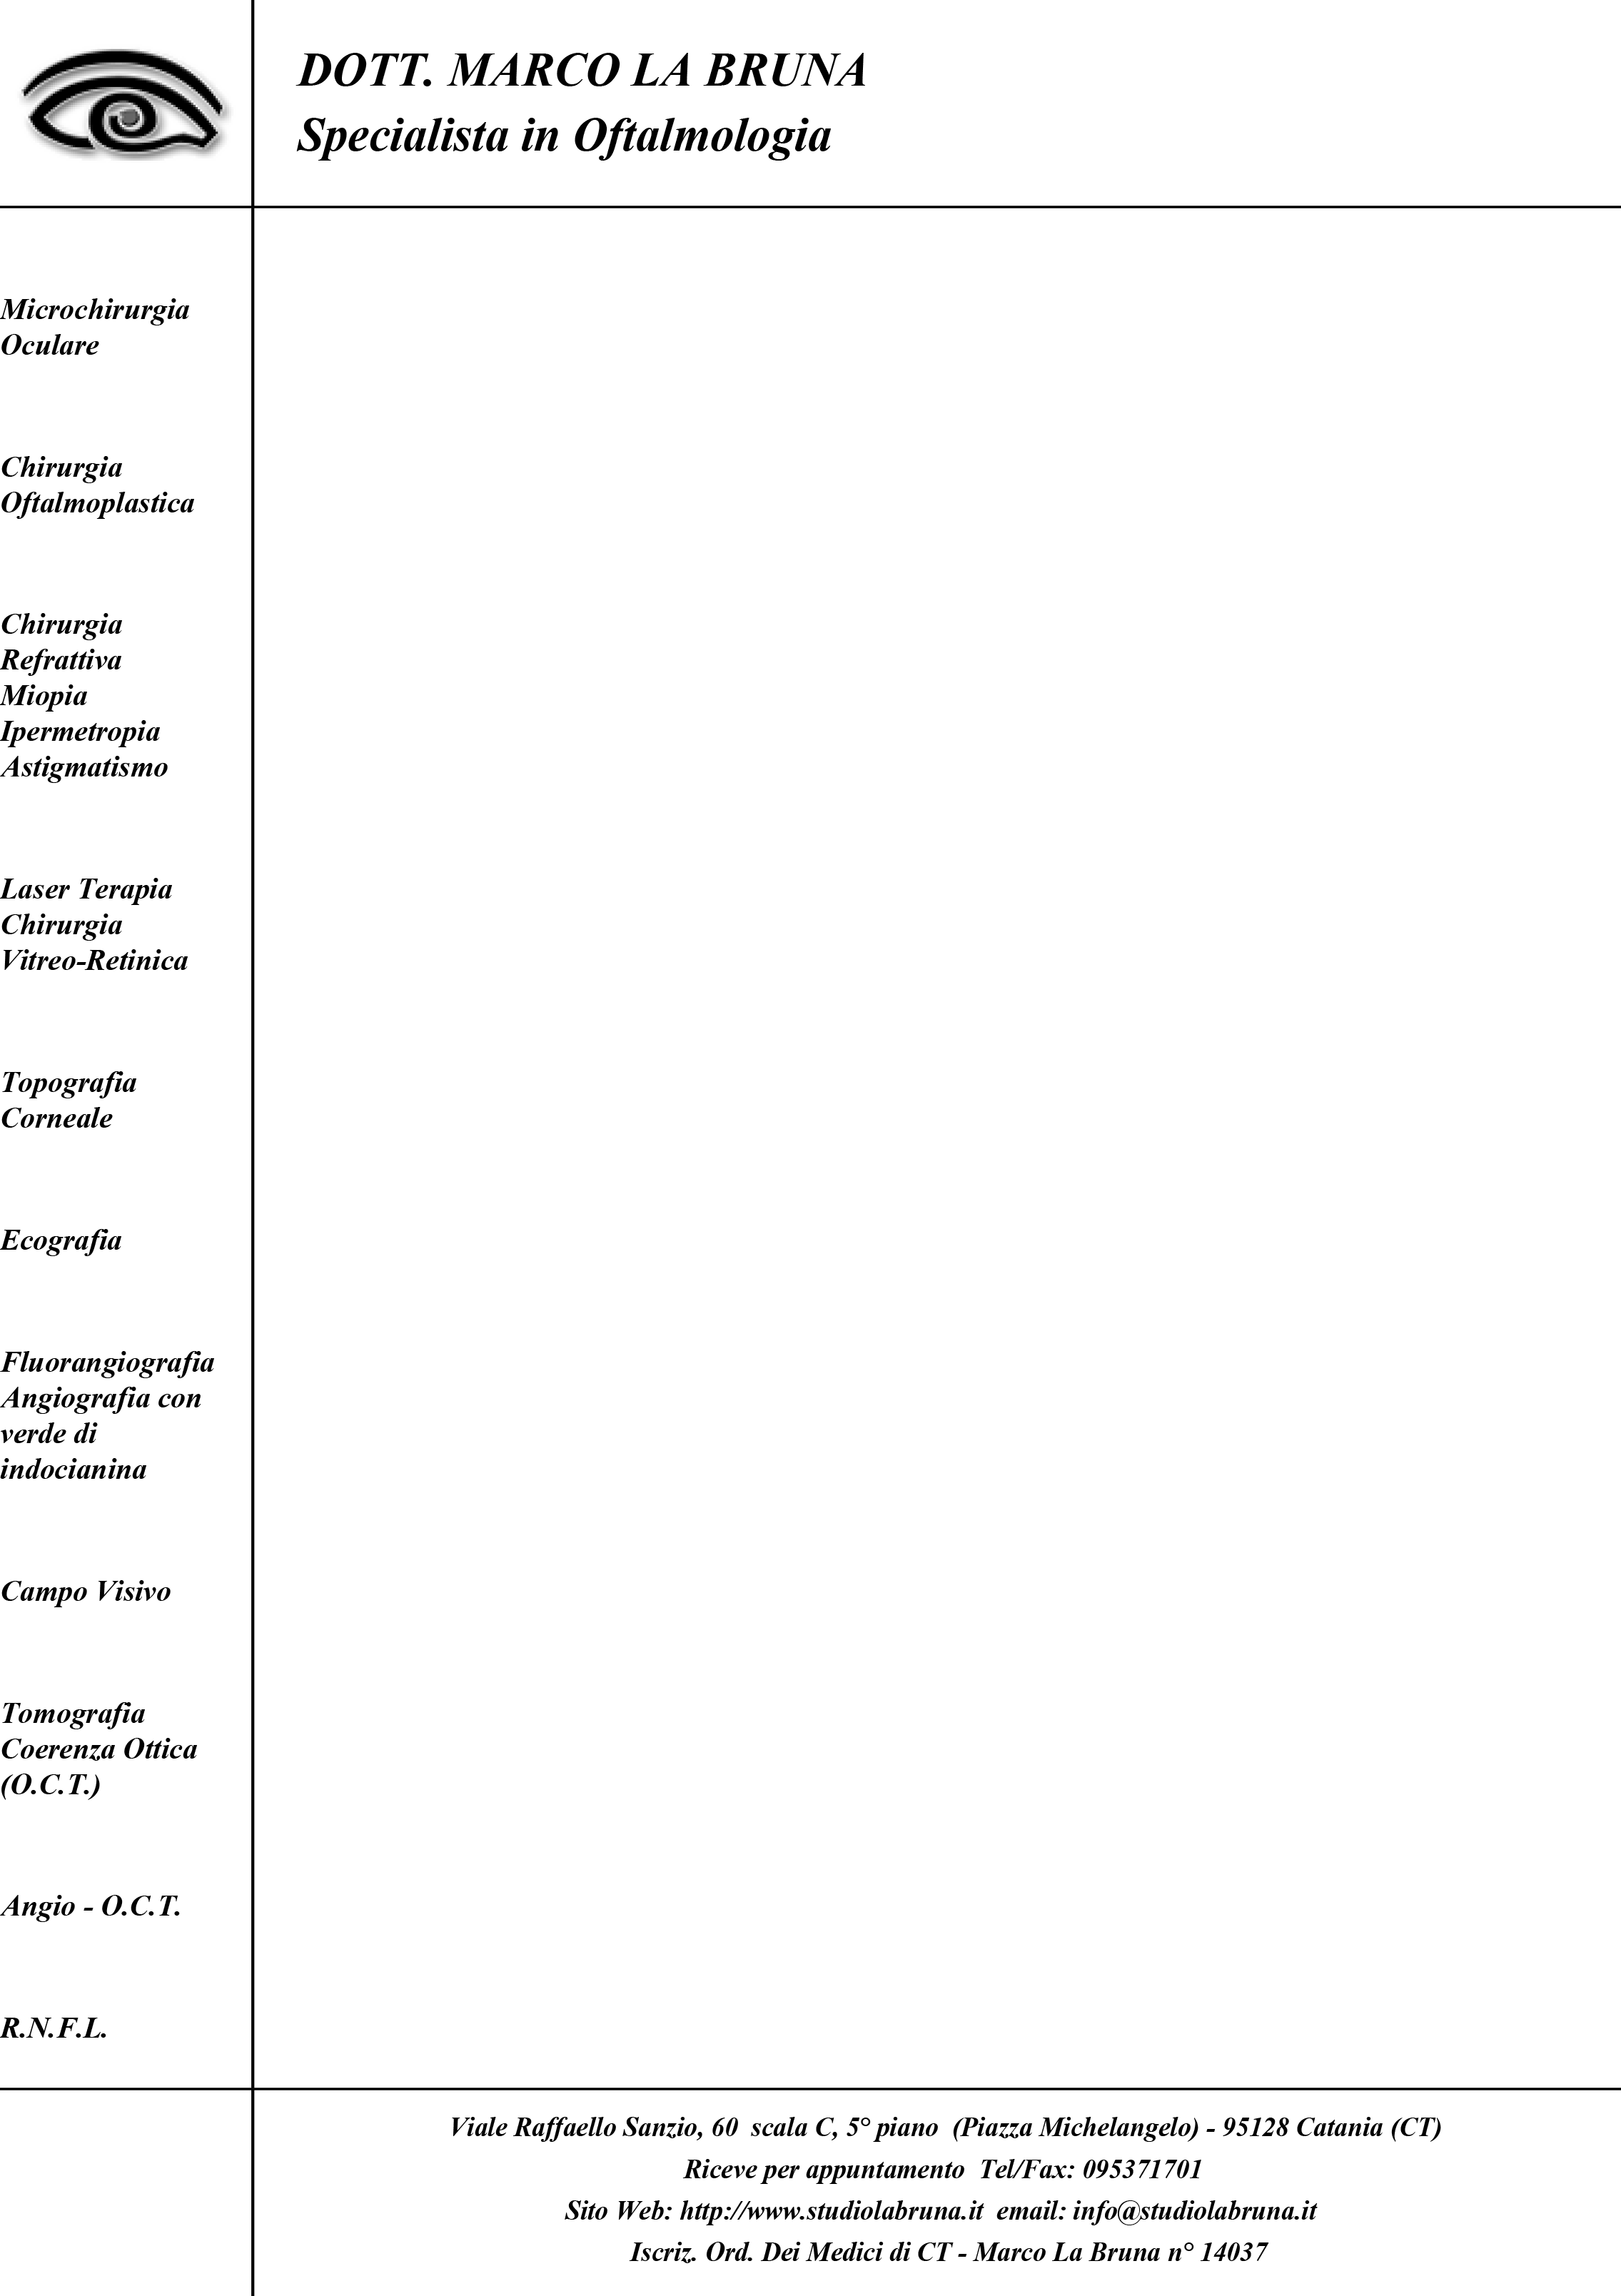 DOTT. MARCO LA BRUNA
Specialista in Oftalmologia
Microchirurgia
Oculare
Chirurgia
Oftalmoplastica
Chirurgia
Refrattiva
Miopia
Ipermetropia
Astigmatismo
Laser Terapia
Chirurgia
Vitreo-Retinica
Topografia
Corneale
Ecografia
Fluorangiografia
Angiografia con
verde di
indocianina
Campo Visivo
Tomografia
Coerenza Ottica
(O.C.T.)
Angio - O.C.T.
R.N.F.L.
Viale Raffaello Sanzio, 60 scala C, 5° piano (Piazza Michelangelo) - 95128 Catania (CT)
Riceve per appuntamento Tel/Fax: 095371701
Sito Web: http://www.studiolabruna.it email: info@studiolabruna.it
Iscriz. Ord. Dei Medici di CT - Marco La Bruna n° 14037